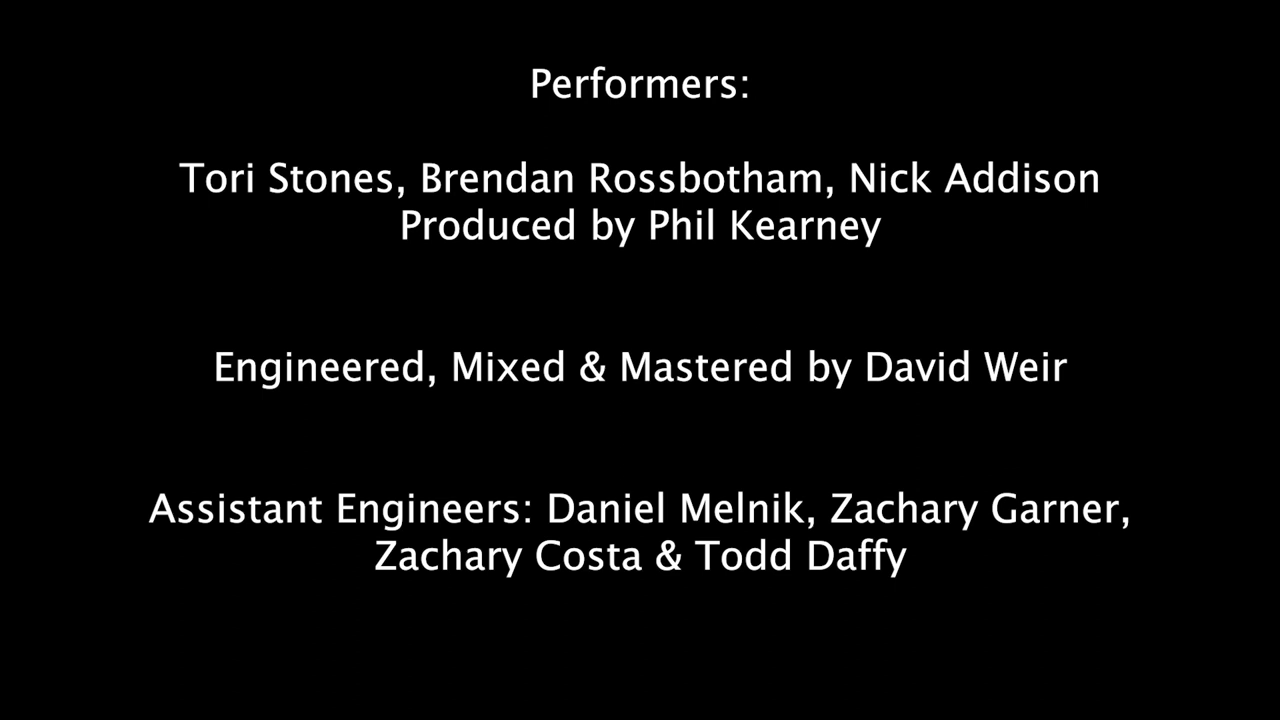 Performers:
Tori Stones, Brendan Rossbotham, Nick Addison
Produced by Phil Kearney
Engineered, Mixed & Mastered by David Weir
Assistant Engineers: Daniel Melnik, Zachary Garner,
Zachary Costa & Todd Daffy